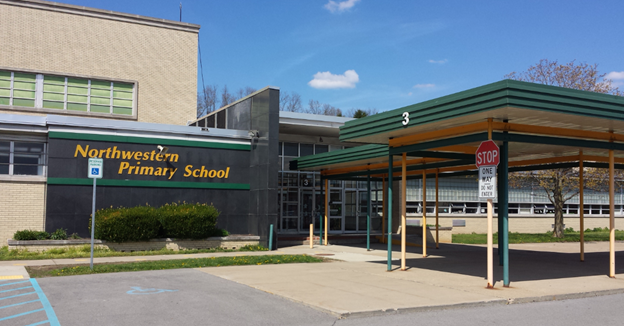 Northwestern
Primary School
3
STOP
ONE
WAY
DO NOT
ENTER